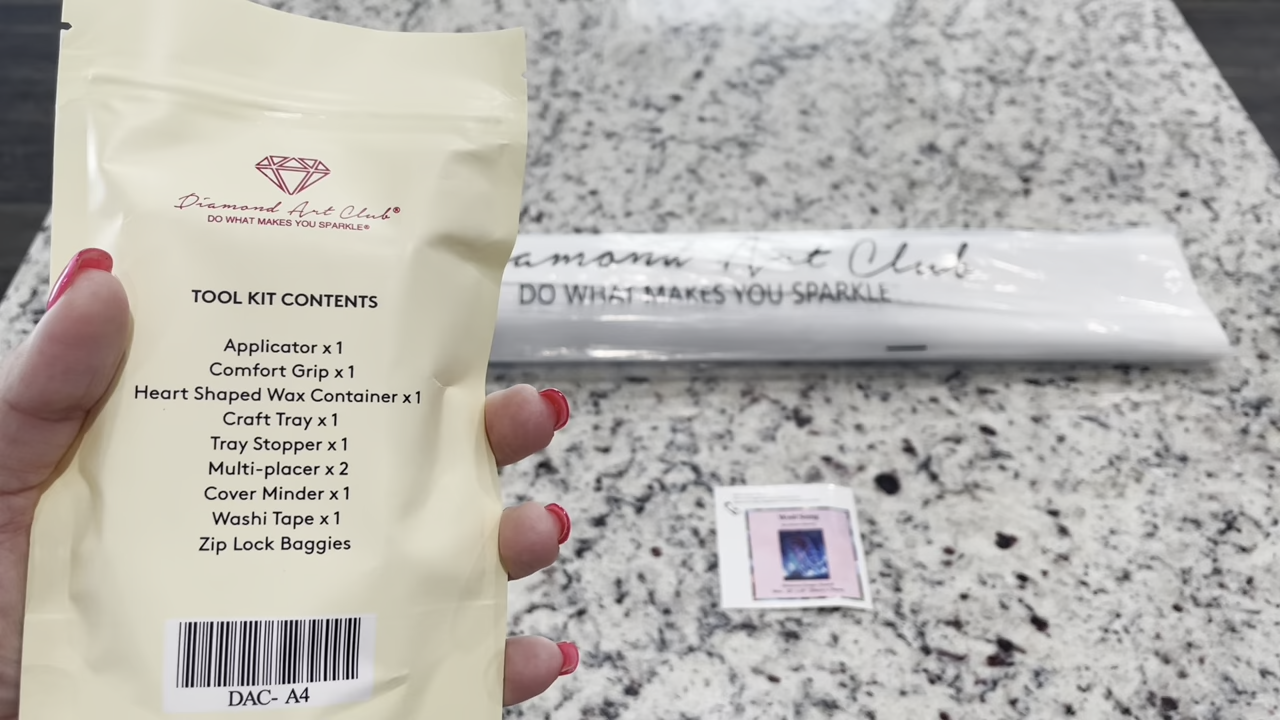 Diamond Art Club®
DO WHAT MAKES YOU SPARKLE®
TOOL KIT CONTENTS
Applicator x 1
Comfort Grip x 1
Heart Shaped Wax Container x 1
Craft Tray x 1
Tray Stopper x 1
Multi-placer x 2
Cover Minder x 1
Washi Tape x 1
Zip Lock Baggies
DAC- A4
amond Art Club
DO WHAT MAKES YOU SPARKLE